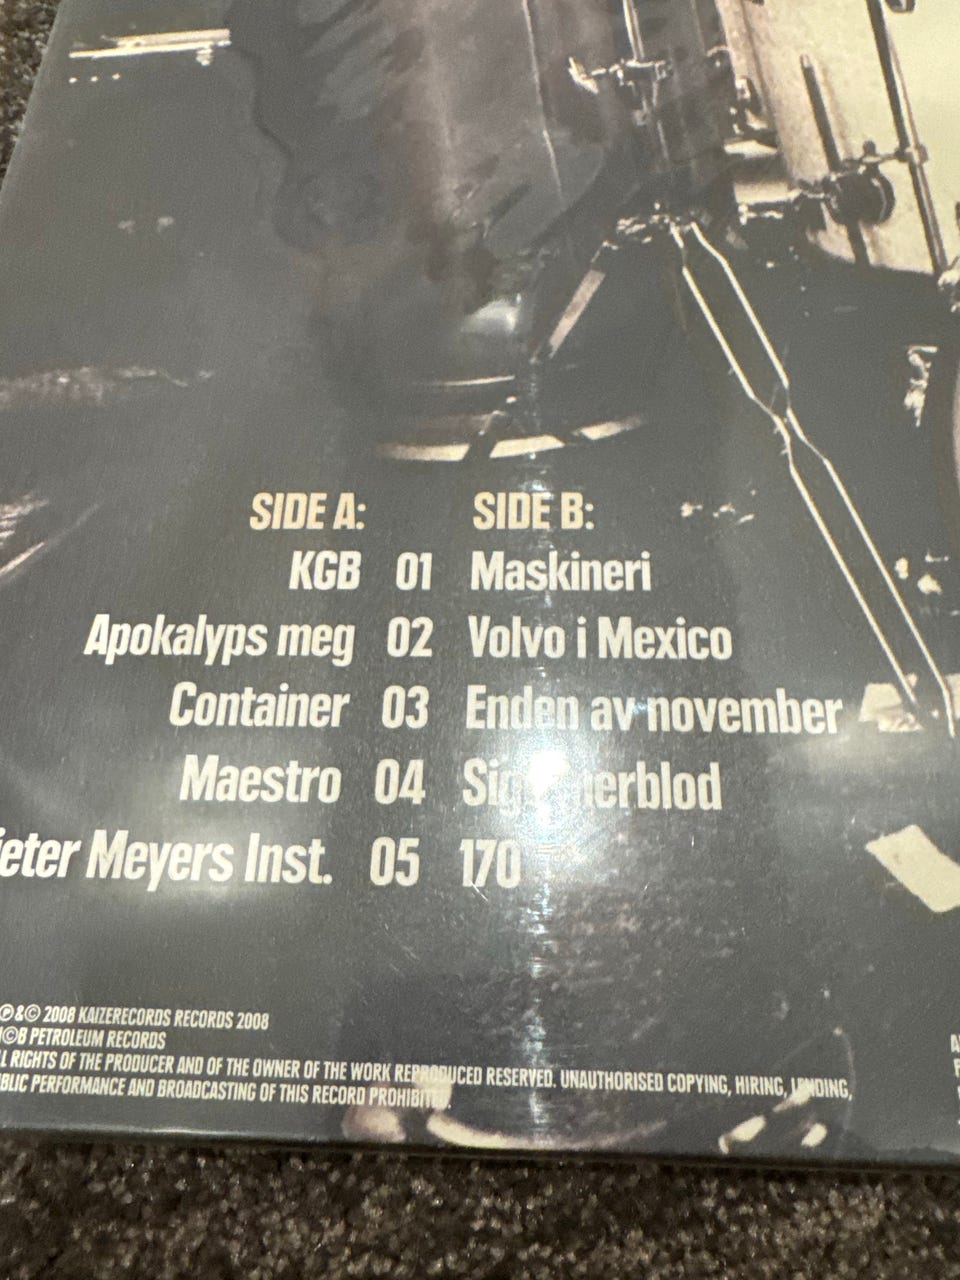 SIDE A: SIDE B:
KGB 01 Maskineri
Apokalyps meg 02 Volvo i Mexico
Container 03 Enden av november
Maestro 04
ieter Meyers Inst. 05 170
℗&© 2008 KAIZERECORDS RECORDS 2008
©B PETROLEUM RECORDS
L RIGHTS OF THE PRODUCER AND OF THE OWNER OF THE WORK REPRODUCED RESERVED. UNAUTHORISED COPYING, HIRING, LENDING,
BLIC PERFORMANCE AND BROADCASTING OF THIS RECORD PROHIBITED.